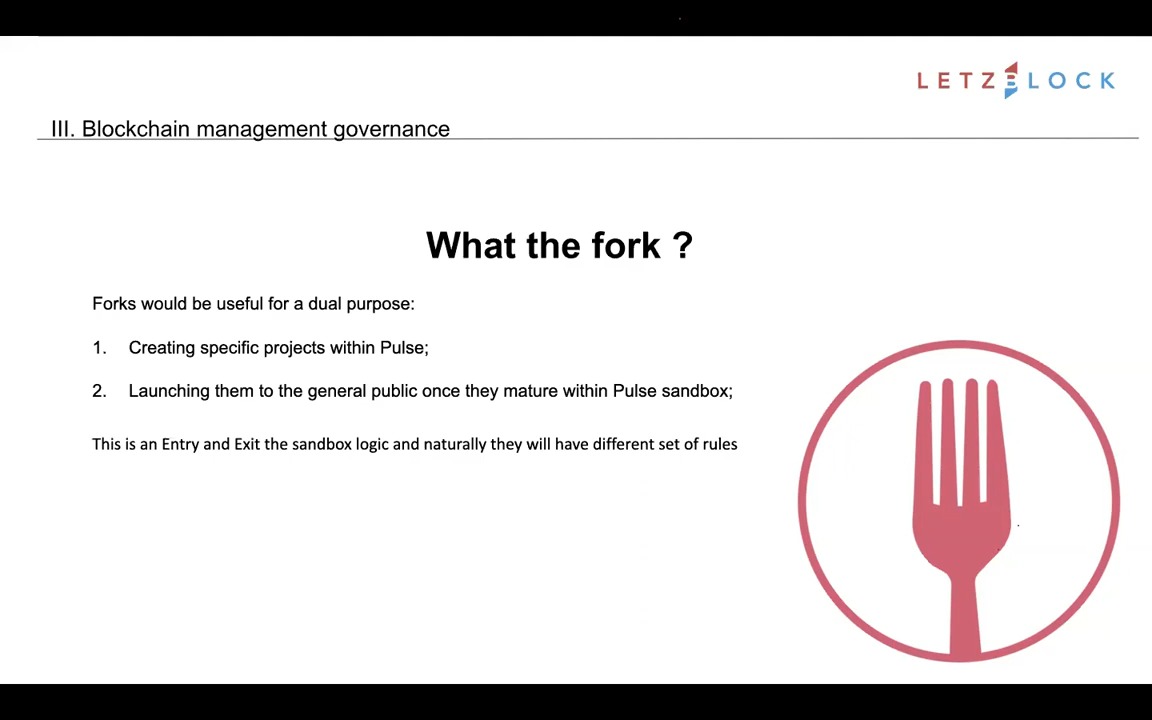 LETZBLOCK
III. Blockchain management governance
What the fork ?
Forks would be useful for a dual purpose:
1. Creating specific projects within Pulse;
2. Launching them to the general public once they mature within Pulse sandbox;
This is an Entry and Exit the sandbox logic and naturally they will have different set of rules